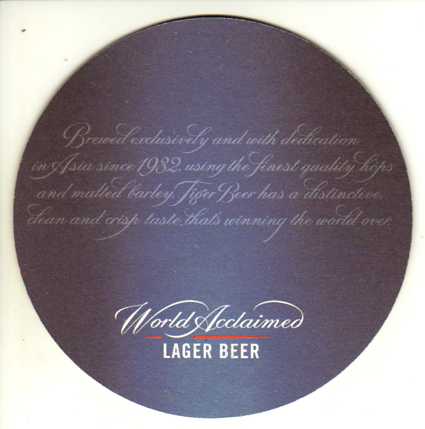 Brewed exclusively and with dedication
in Asia since 1932, using the finest quality hops
and malted barley, Tiger Beer has a distinctive,
clean and crisp taste, that's winning the world over.
World Acclaimed
LAGER BEER